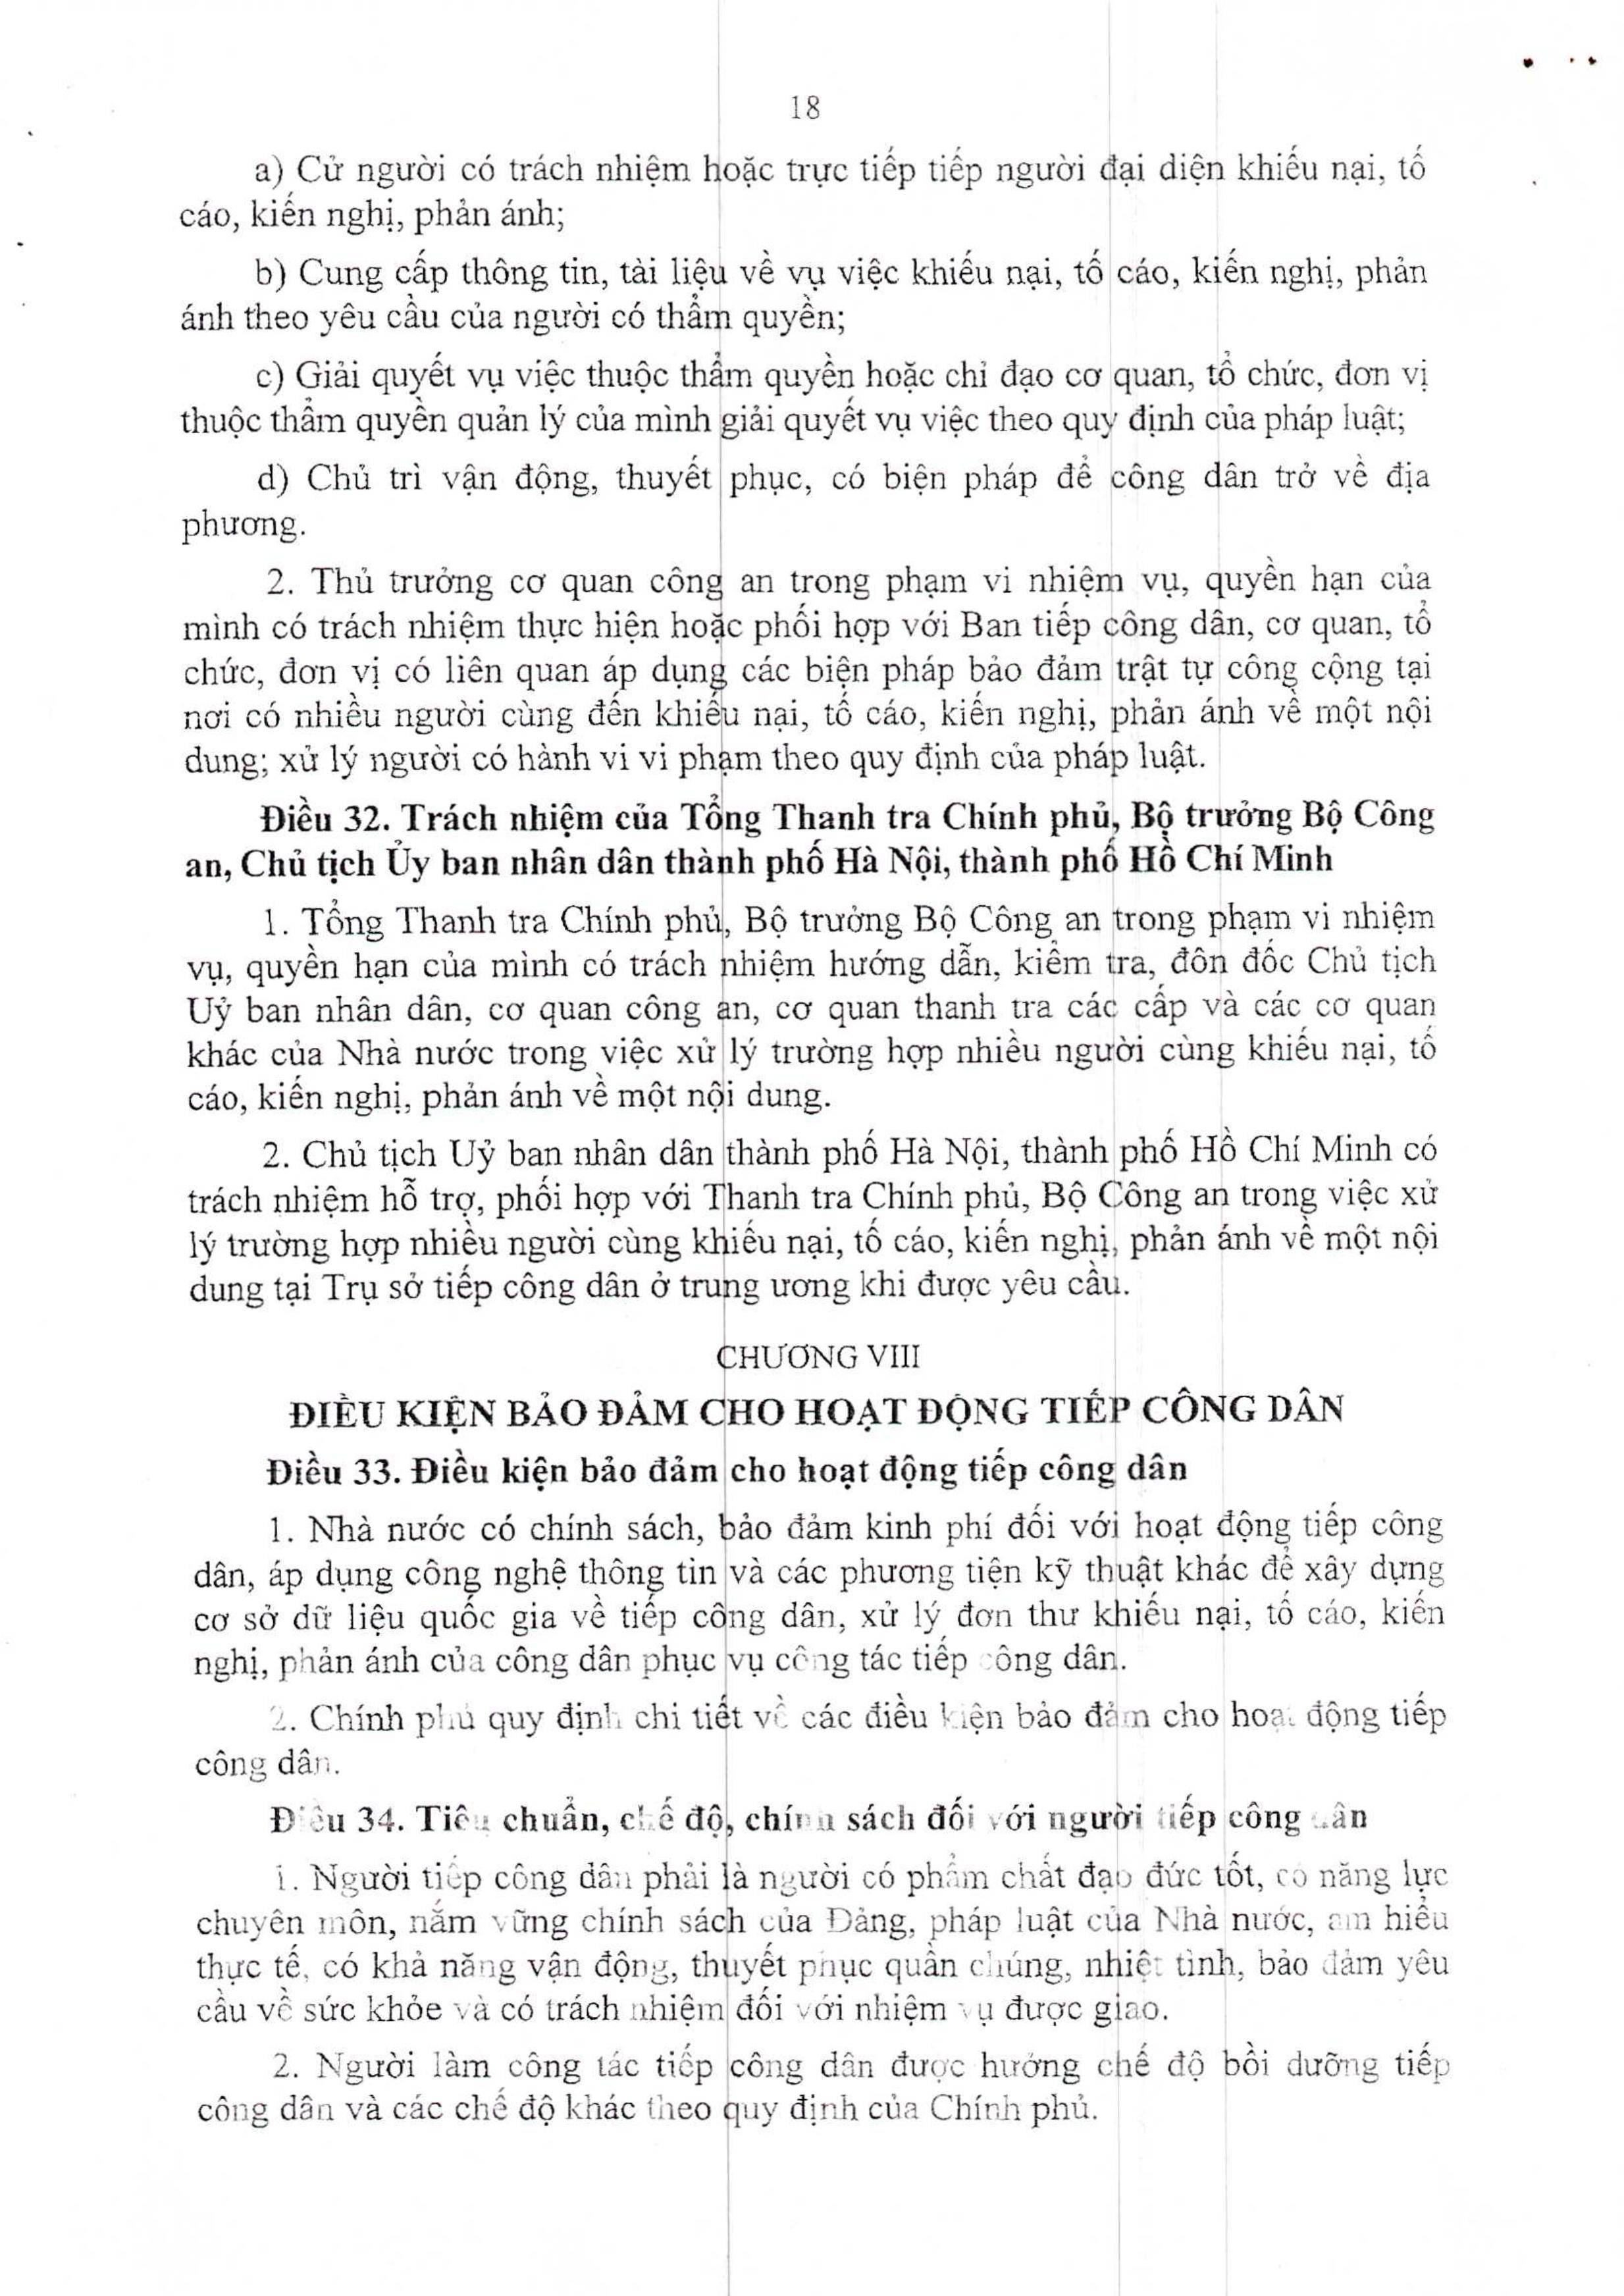 18
a) Cử người có trách nhiệm hoặc trực tiếp tiếp người đại diện khiếu nại, tố
cáo, kiến nghị, phản ánh;
b) Cung cấp thông tin, tài liệu về vụ việc khiếu nại, tố cáo, kiến nghị, phản
ánh theo yêu cầu của người có thẩm quyền;
c) Giải quyết vụ việc thuộc thẩm quyền hoặc chỉ đạo cơ quan, tổ chức, đơn vị
thuộc thẩm quyền quản lý của mình giải quyết vụ việc theo quy định của pháp luật;
d) Chủ trì vận động, thuyết phục, có biện pháp để công dân trở về địa
phương.
2. Thủ trưởng cơ quan công an trong phạm vi nhiệm vụ, quyền hạn của
mình có trách nhiệm thực hiện hoặc phối hợp với Ban tiếp công dân, cơ quan, tổ
chức, đơn vị có liên quan áp dụng các biện pháp bảo đảm trật tự công cộng tại
nơi có nhiều người cùng đến khiếu nại, tố cáo, kiến nghị, phản ánh về một nội
dung; xử lý người có hành vi vi phạm theo quy định của pháp luật.
Điều 32. Trách nhiệm của Tổng Thanh tra Chính phủ, Bộ trưởng Bộ Công
an, Chủ tịch Ủy ban nhân dân thành phố Hà Nội, thành phố Hồ Chí Minh
1. Tổng Thanh tra Chính phủ, Bộ trưởng Bộ Công an trong phạm vi nhiệm
vụ, quyền hạn của mình có trách nhiệm hướng dẫn, kiểm tra, đôn đốc Chủ tịch
Uỷ ban nhân dân, cơ quan công an, cơ quan thanh tra các cấp và các cơ quan
khác của Nhà nước trong việc xử lý trường hợp nhiều người cùng khiếu nại, tố
cáo, kiến nghị, phản ánh về một nội dung.
2. Chủ tịch Uỷ ban nhân dân thành phố Hà Nội, thành phố Hồ Chí Minh có
trách nhiệm hỗ trợ, phối hợp với Thanh tra Chính phủ, Bộ Công an trong việc xử
lý trường hợp nhiều người cùng khiếu nại, tố cáo, kiến nghị, phản ánh về một nội
dung tại Trụ sở tiếp công dân ở trung ương khi được yêu cầu.
CHƯƠNG VIII
ĐIỀU KIỆN BẢO ĐẢM CHO HOẠT ĐỘNG TIẾP CÔNG DÂN
Điều 33. Điều kiện bảo đảm cho hoạt động tiếp công dân
1. Nhà nước có chính sách, bảo đảm kinh phí đối với hoạt động tiếp công
dân, áp dụng công nghệ thông tin và các phương tiện kỹ thuật khác để xây dựng
cơ sở dữ liệu quốc gia về tiếp công dân, xử lý đơn thư khiếu nại, tố cáo, kiến
nghị, phản ánh của công dân phục vụ công tác tiếp công dân.
2. Chính phủ quy định chi tiết về các điều kiện bảo đảm cho hoạt động tiếp
công dân.
Điều 34. Tiêu chuẩn, chế độ, chính sách đối với người tiếp công dân
1. Người tiếp công dân phải là người có phẩm chất đạo đức tốt, có năng lực
chuyên môn, nắm vững chính sách của Đảng, pháp luật của Nhà nước, am hiểu
thực tế, có khả năng vận động, thuyết phục quần chúng, nhiệt tình, bảo đảm yêu
cầu về sức khỏe và có trách nhiệm đối với nhiệm vụ được giao.
2. Người làm công tác tiếp công dân được hưởng chế độ bồi dưỡng tiếp
công dân và các chế độ khác theo quy định của Chính phủ.